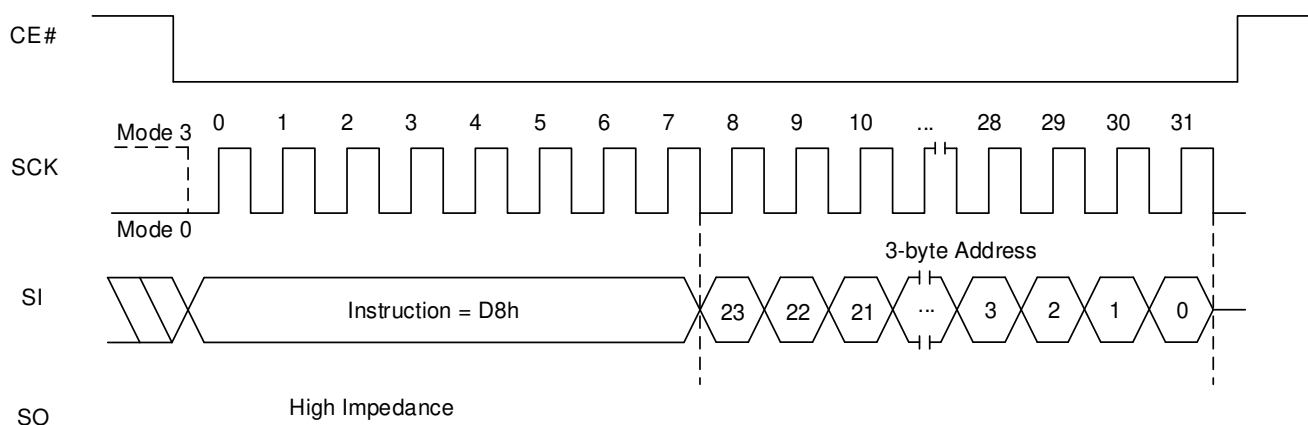 CE#
0 1 2 3 4 5 6 7 8 9 10 ... 28 29 30 31
Mode 3
SCK
Mode 0
3-byte Address
SI
Instruction = D8h
23 22 21 ... 3 2 1 0
High Impedance
SO